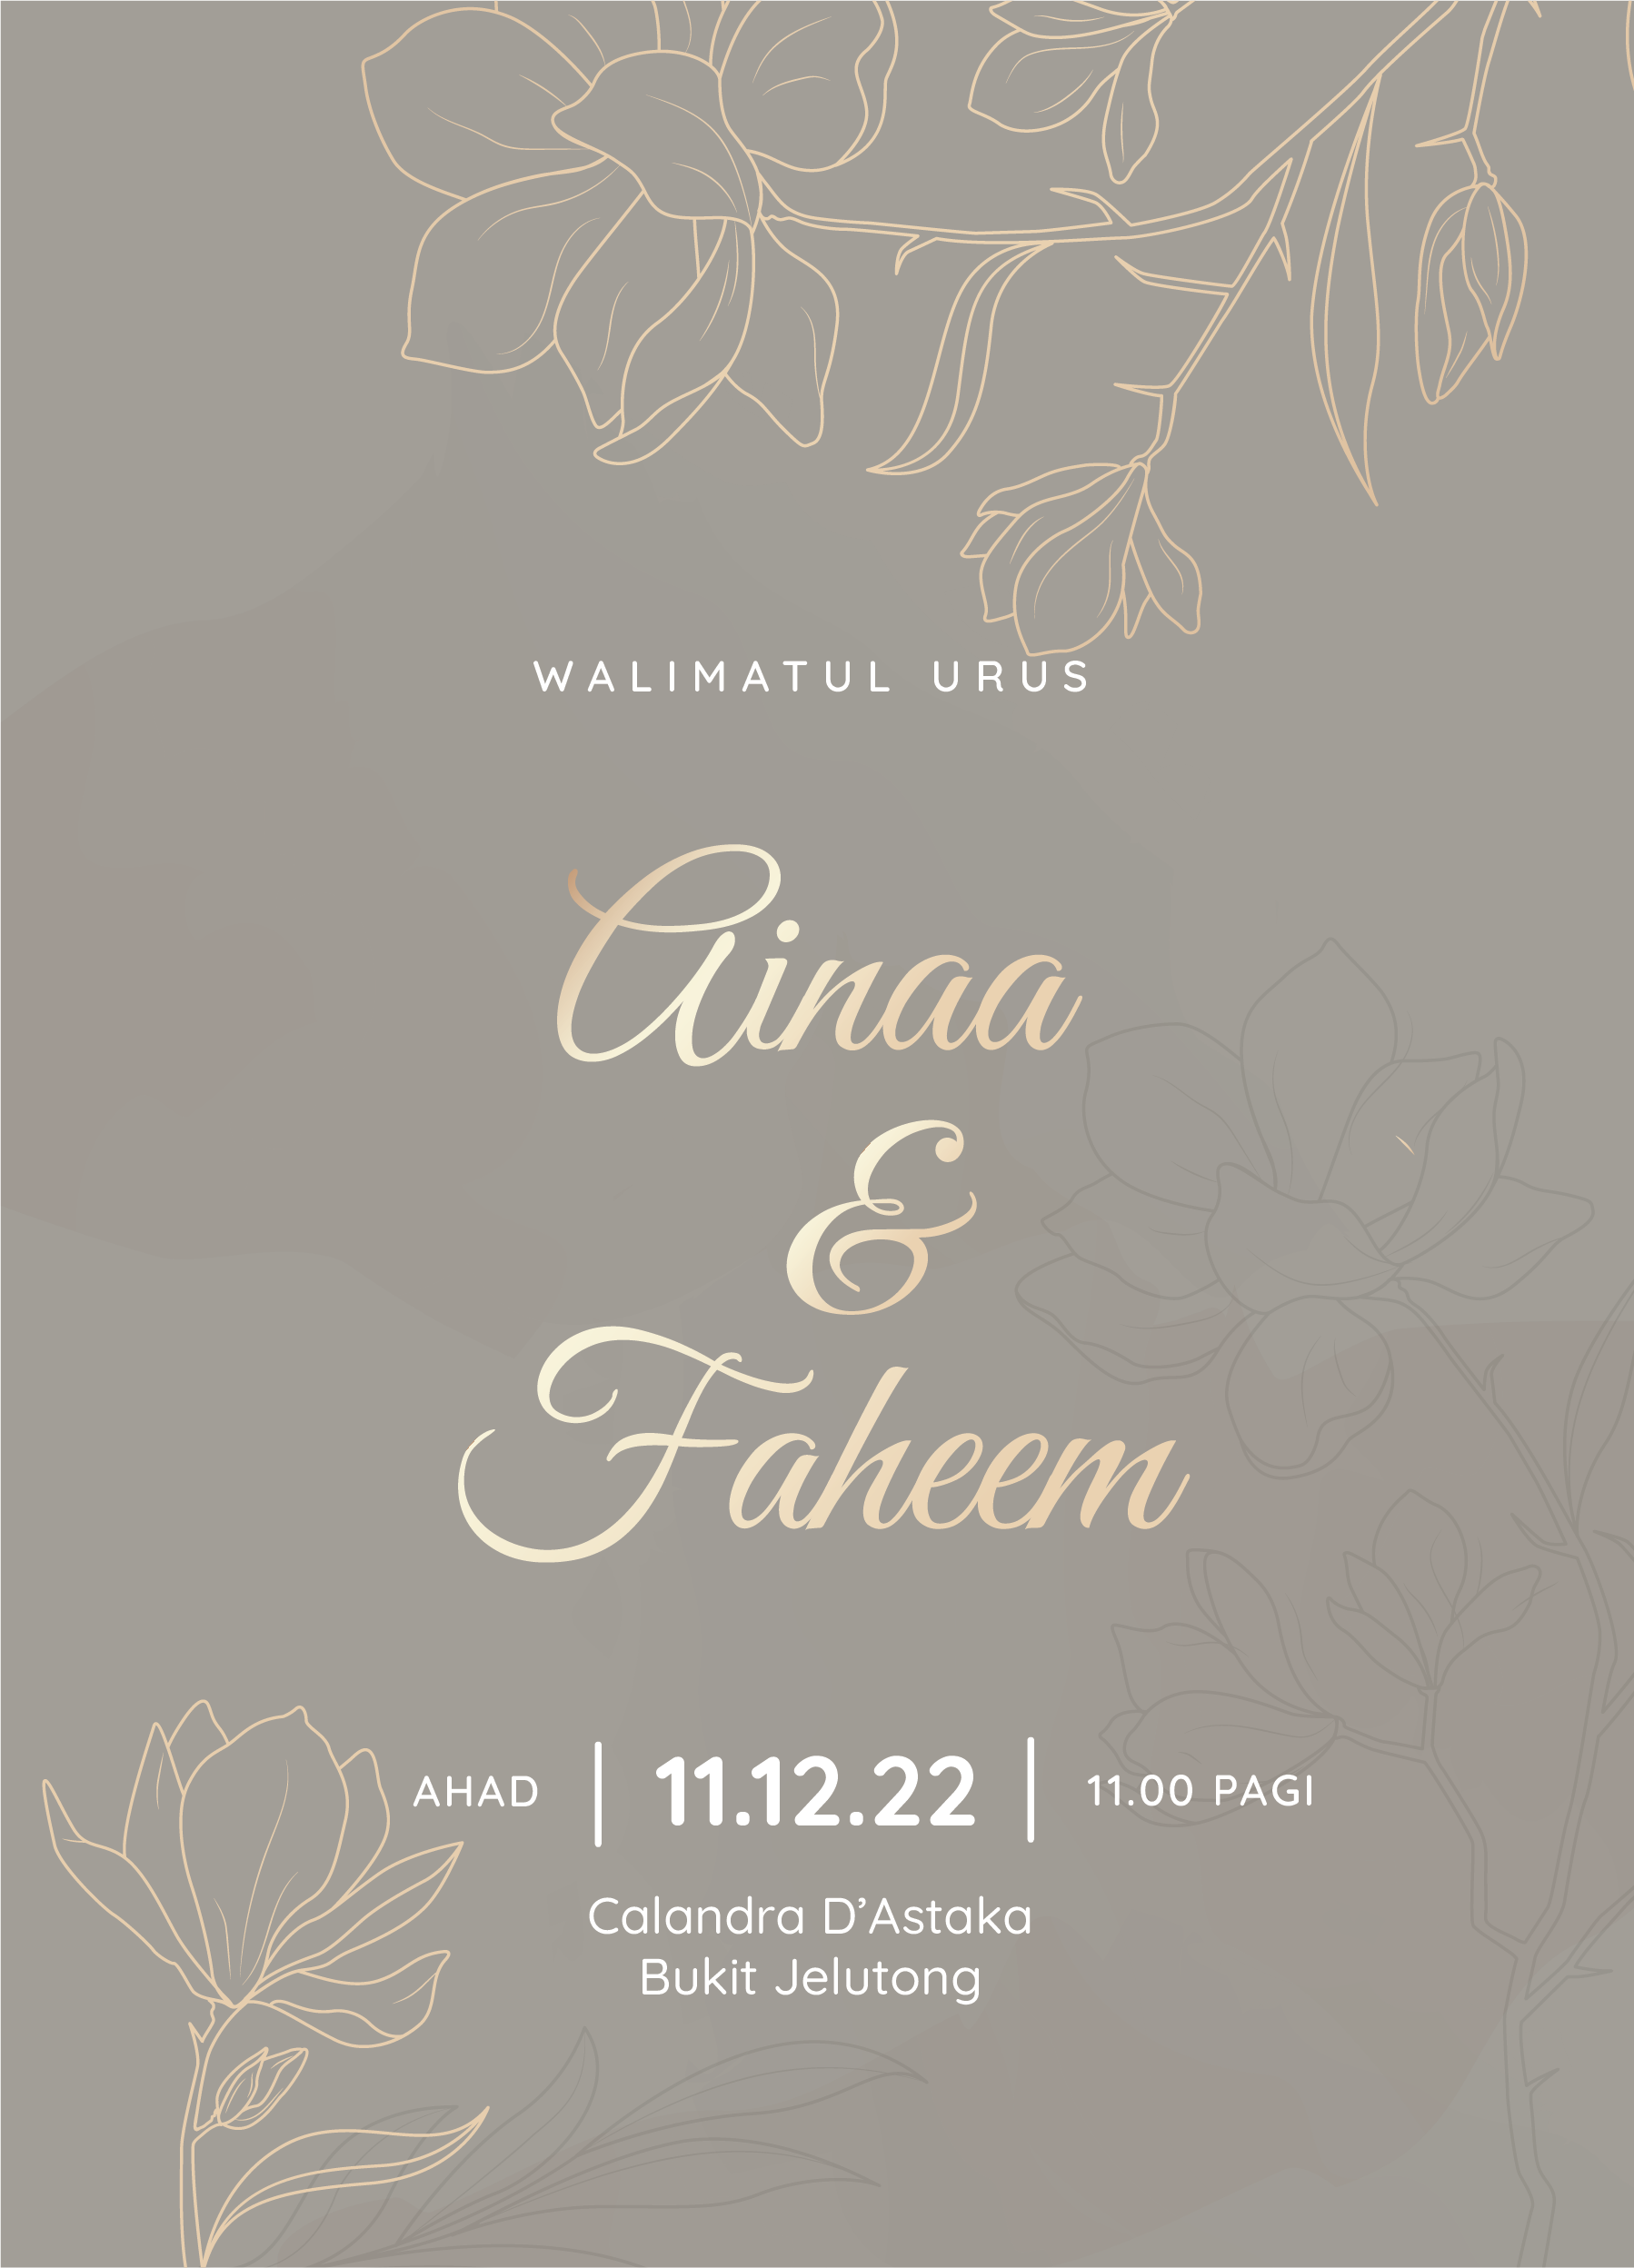 WALIMATUL URUS
Ainaa
&
Faheem
AHAD | 11.12.22 | 11.00 PAGI
Calandra D'Astaka
Bukit Jelutong